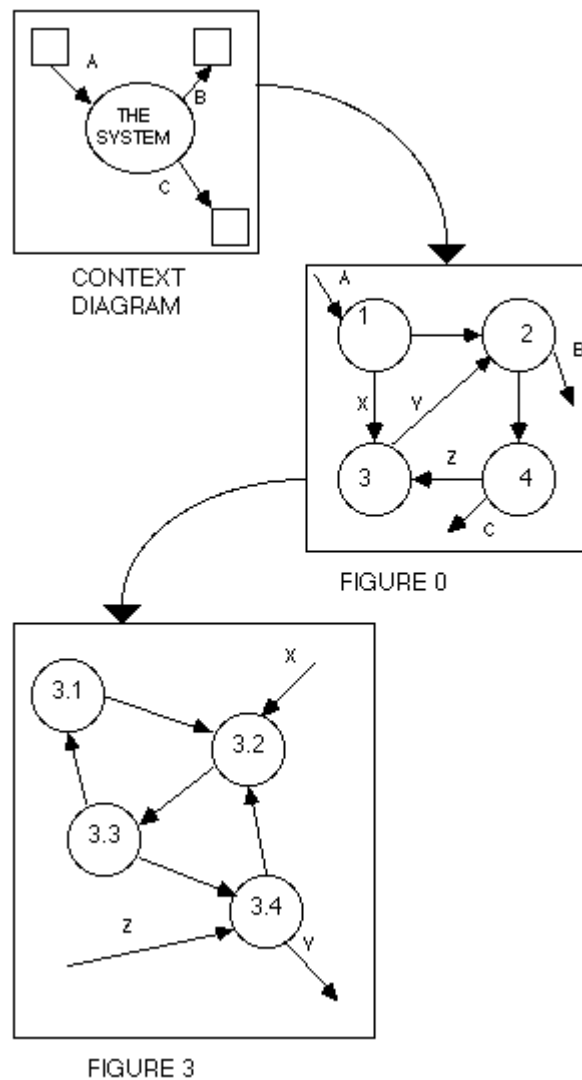 A
B
THE
SYSTEM
C
CONTEXT
DIAGRAM
A
1
2
B
X
Y
3
Z
4
C
FIGURE 0
X
3.1
3.2
3.3
3.4
Z
Y
FIGURE 3